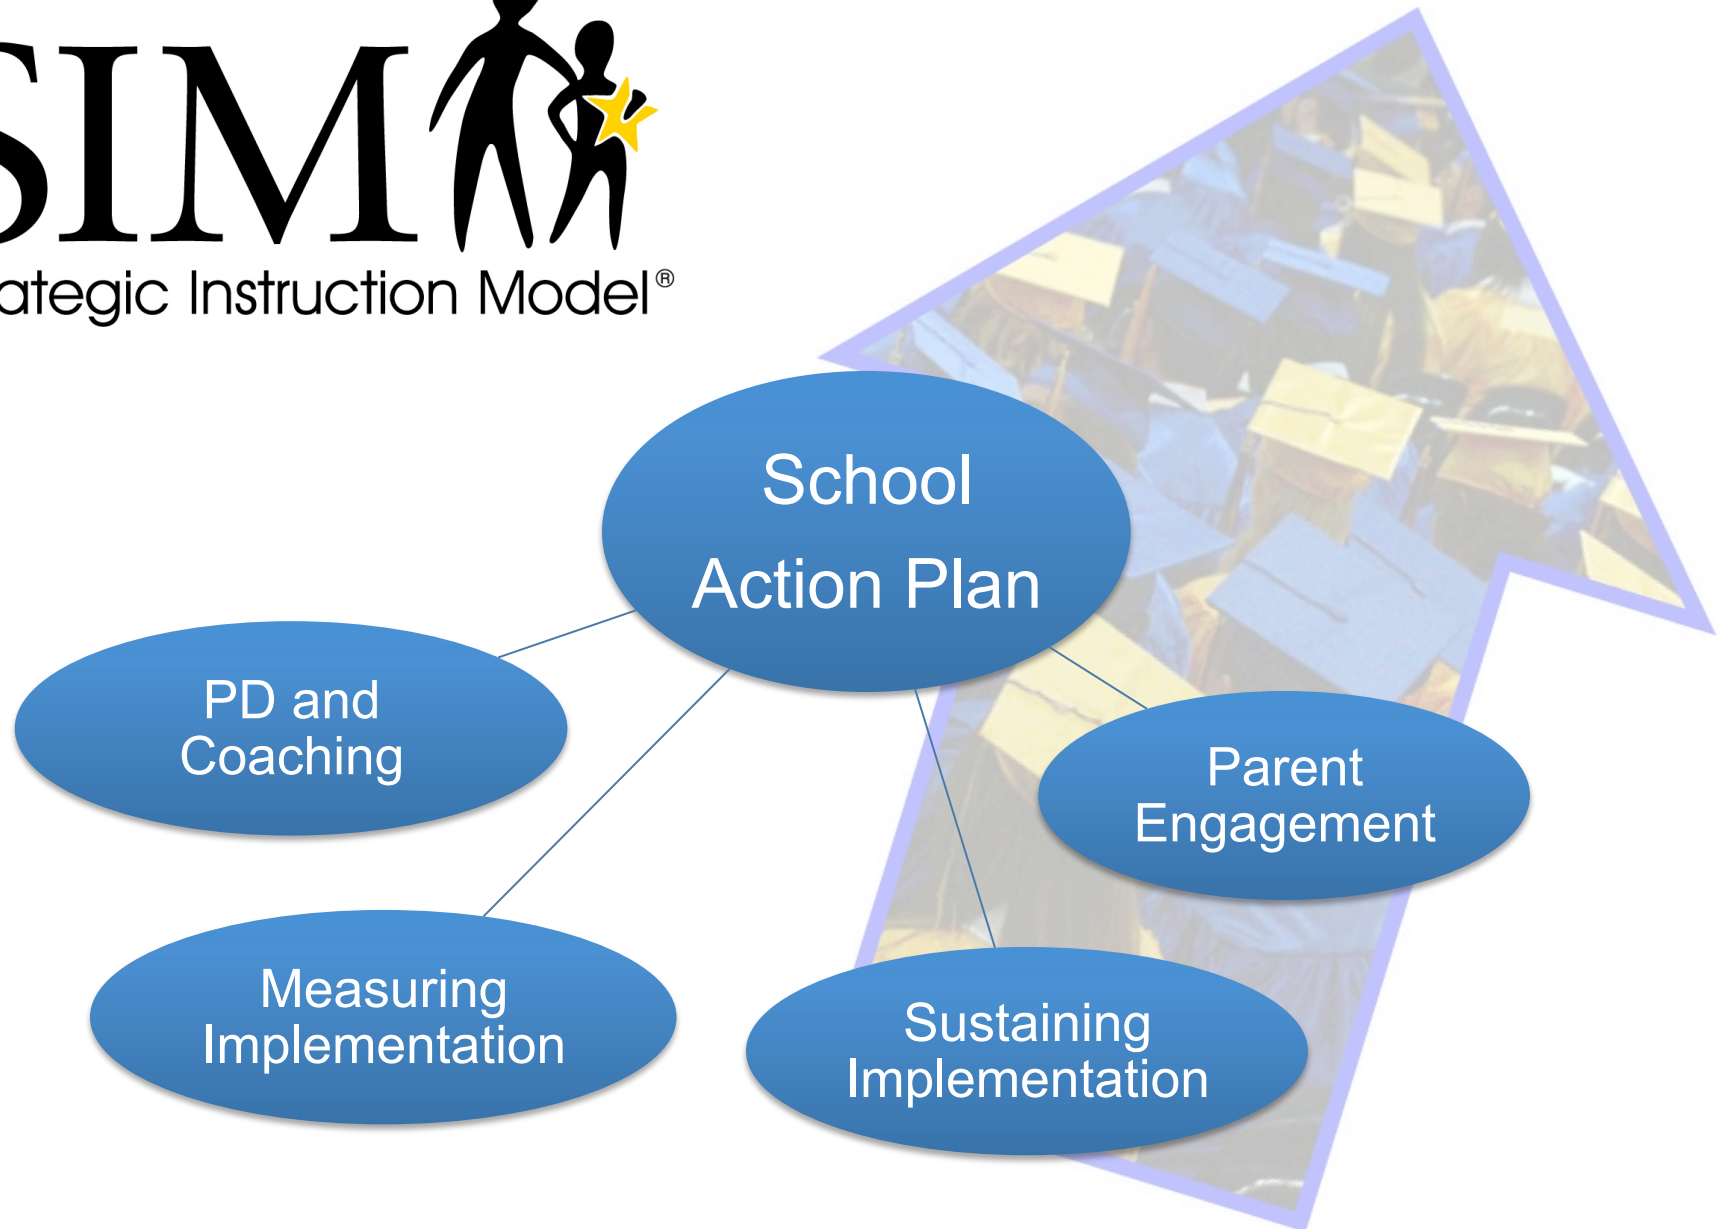 SIM
ategic Instruction Model®
School
Action Plan
PD and
Coaching
Parent
Engagement
Measuring
Implementation
Sustaining
Implementation